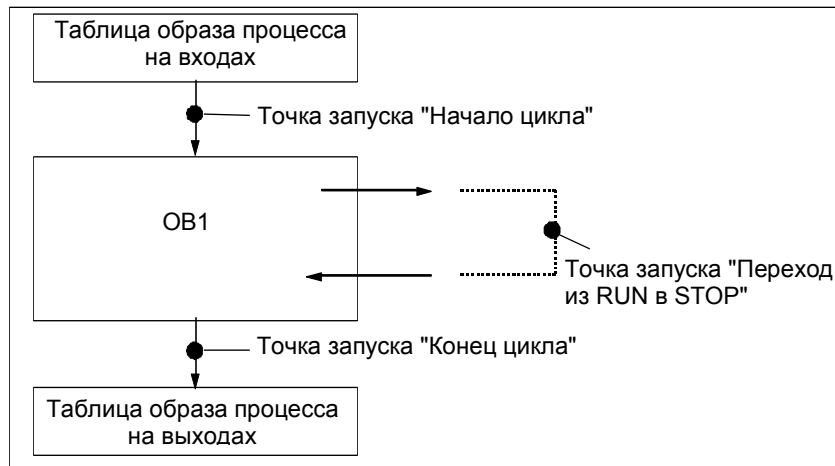 Таблица образа процесса
на входах
Точка запуска "Начало цикла"
OB1
Точка запуска "Переход
из RUN в STOP"
Точка запуска "Конец цикла"
Таблица образа процесса
на выходах